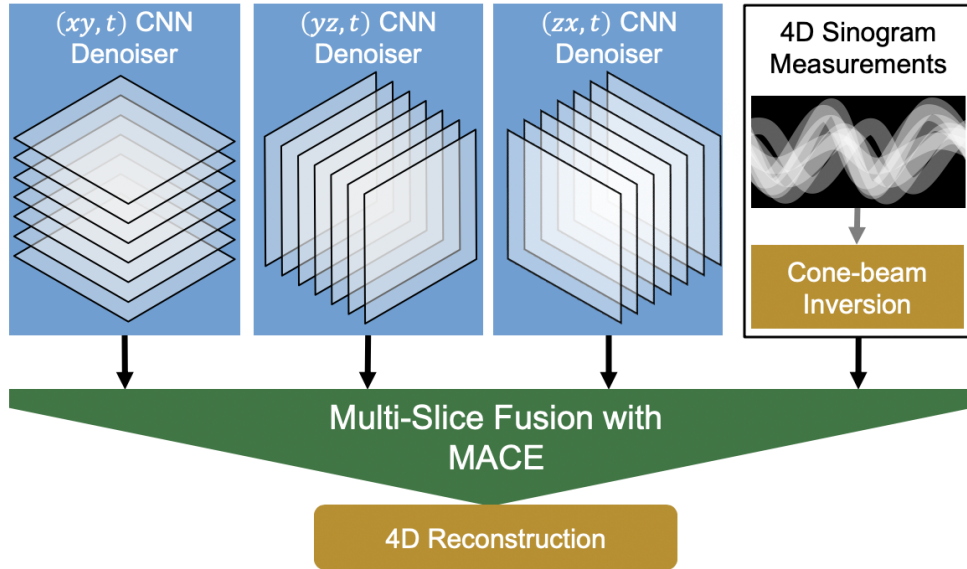 (xy, t) CNN
Denoiser
(yz, t) CNN
Denoiser
(zx, t) CNN
Denoiser
4D Sinogram
Measurements
Cone-beam
Inversion
Multi-Slice Fusion with
MACE
4D Reconstruction